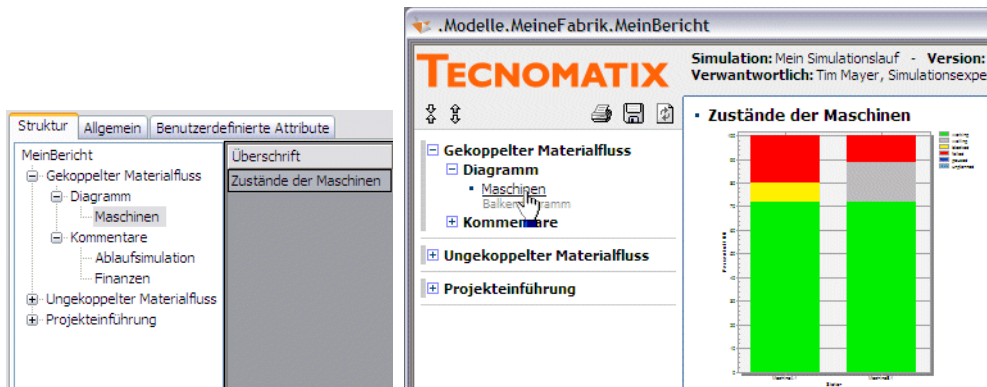 Struktur Allgemein Benutzerdefinierte Attribute
MeinBericht
Gekoppelter Materialfluss
Diagramm
Maschinen
Kommentare
Ablaufsimulation
Finanzen
Ungekoppelter Materialfluss
Projekteinführung
Überschrift
Zustände der Maschinen
.Modelle.MeineFabrik.MeinBericht
TECNOMATIX
Simulation: Mein Simulationslauf - Version:
Verwantwortlich: Tim Mayer, Simulationsexpe
Gekoppelter Materialfluss
Diagramm
Maschinen
Kommentare
Ungekoppelter Materialfluss
Projekteinführung
Zustände der Maschinen